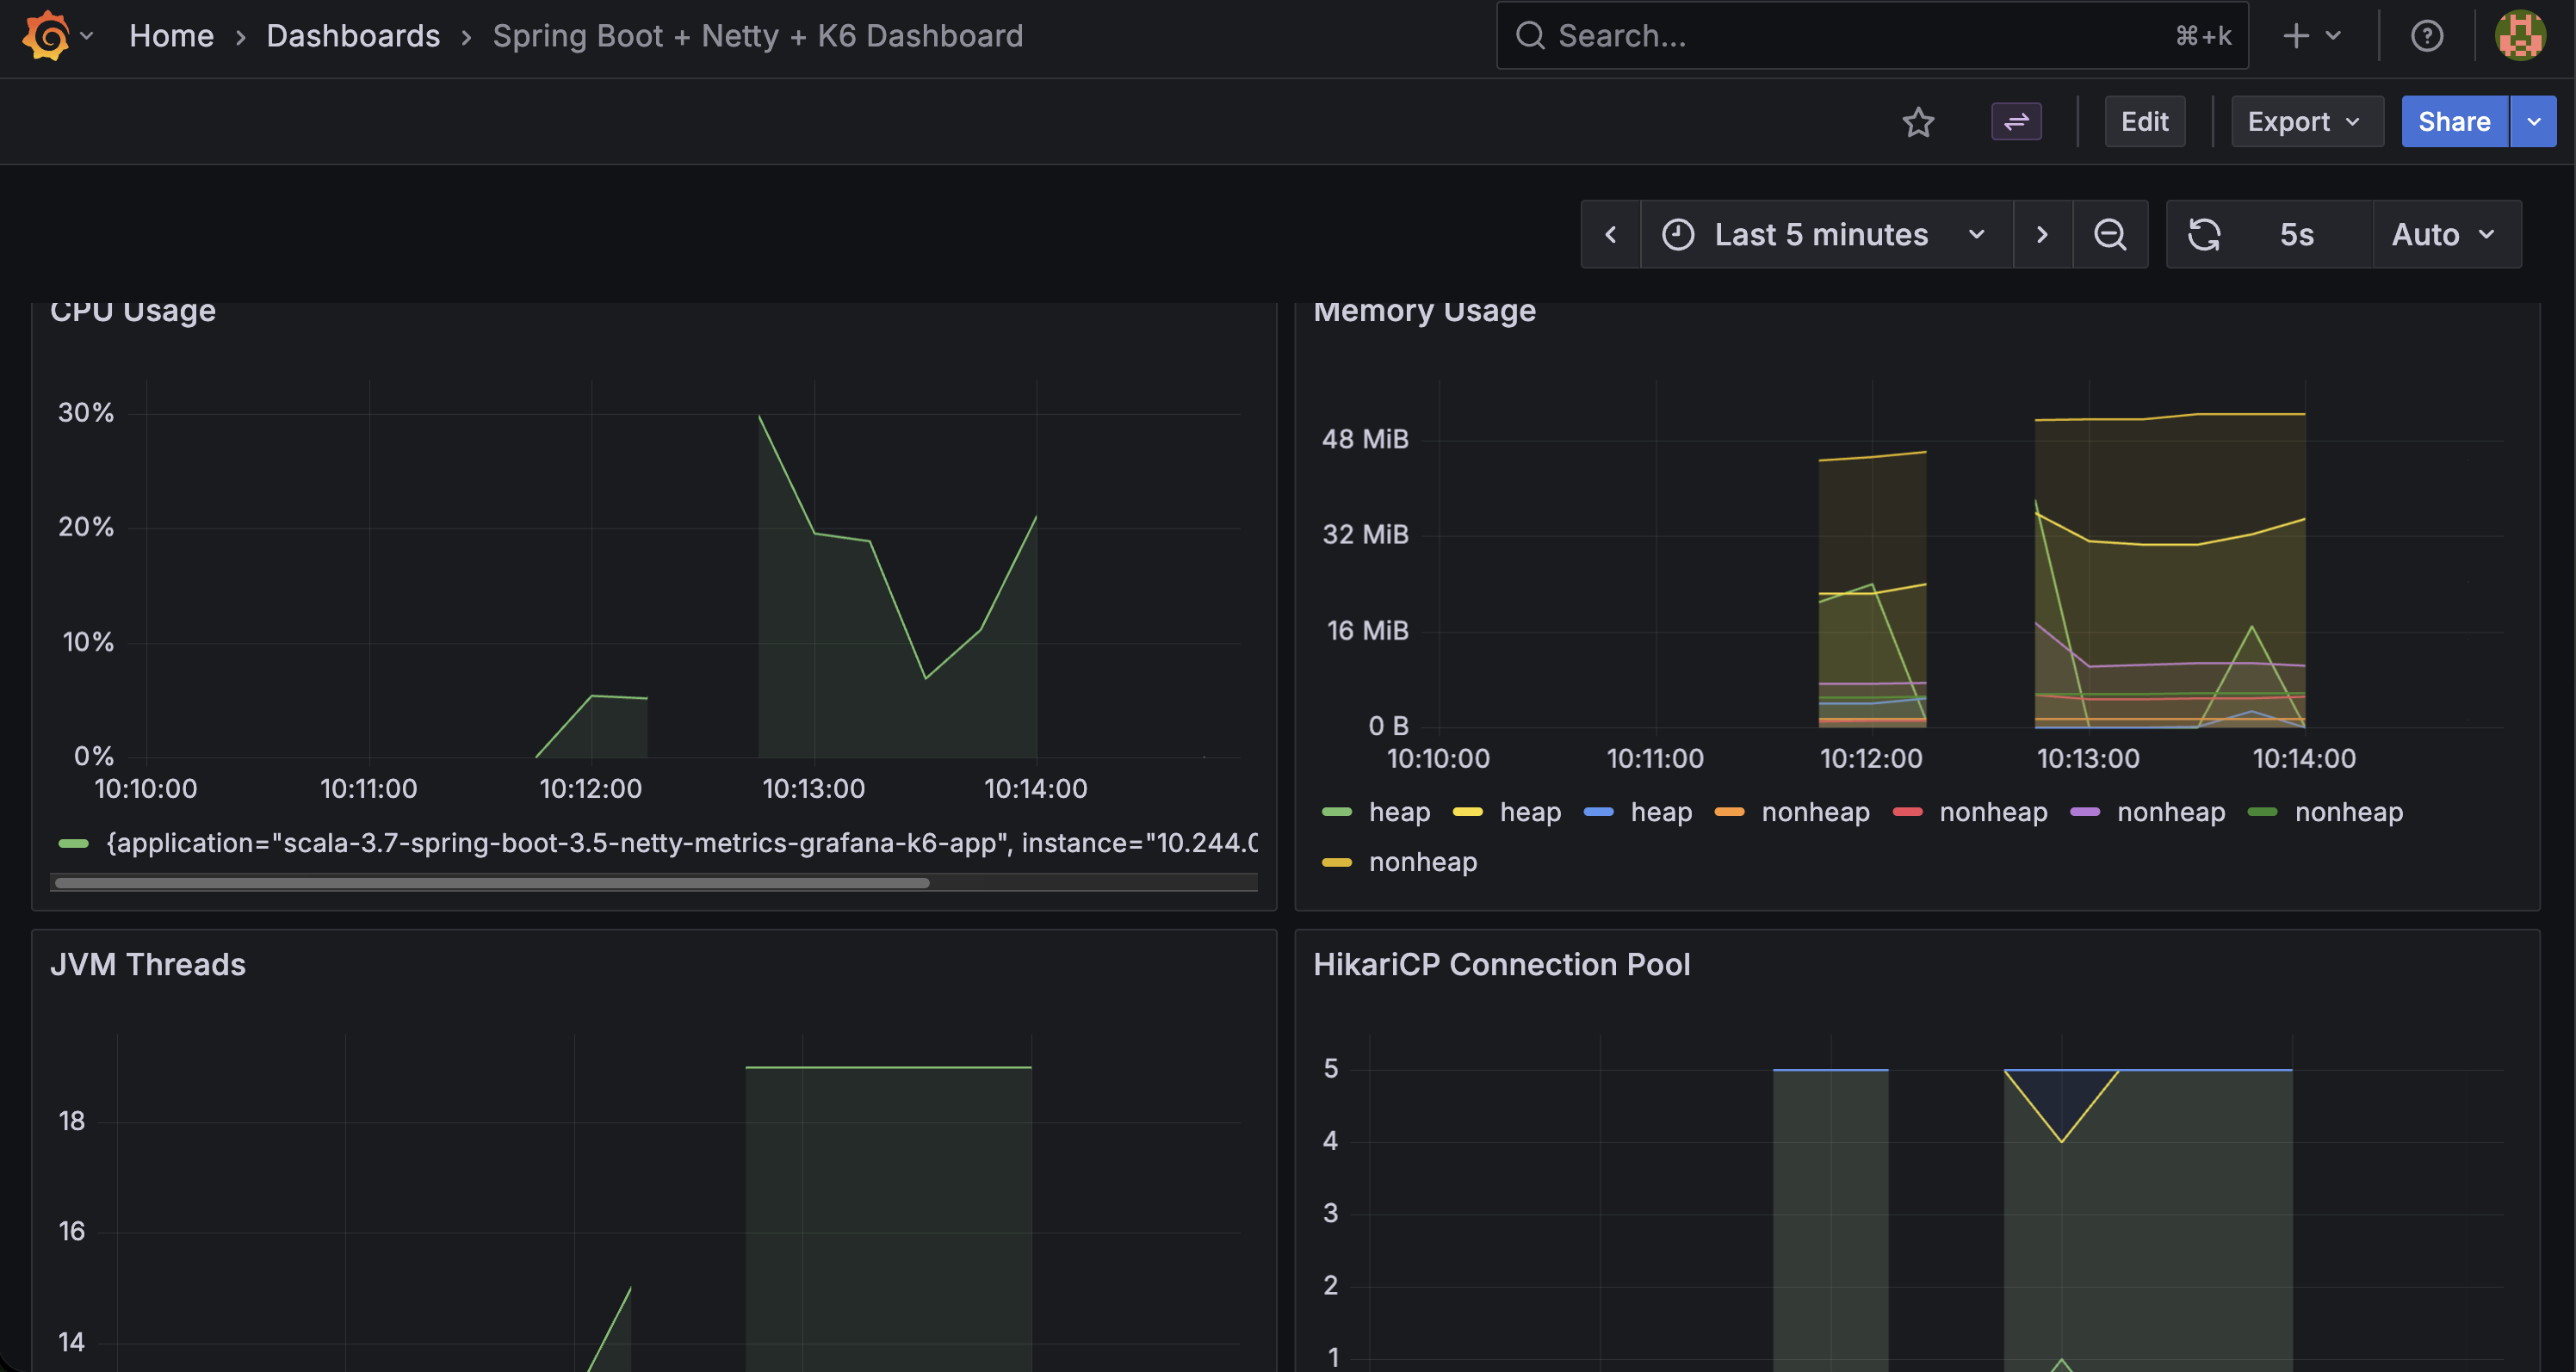 Home › Dashboards › Spring Boot + Netty + K6 Dashboard
Search...
⌘+k
Edit
Export
Share
Last 5 minutes
5s
Auto
CPU Usage
30%
20%
10%
0%
10:10:00 10:11:00 10:12:00 10:13:00 10:14:00
{application="scala-3.7-spring-boot-3.5-netty-metrics-grafana-k6-app", instance="10.244.0
Memory Usage
48 MiB
32 MiB
16 MiB
0 B
10:10:00 10:11:00 10:12:00 10:13:00 10:14:00
heap heap heap nonheap nonheap nonheap nonheap
nonheap
JVM Threads
18
16
14
HikariCP Connection Pool
5
4
3
2
1